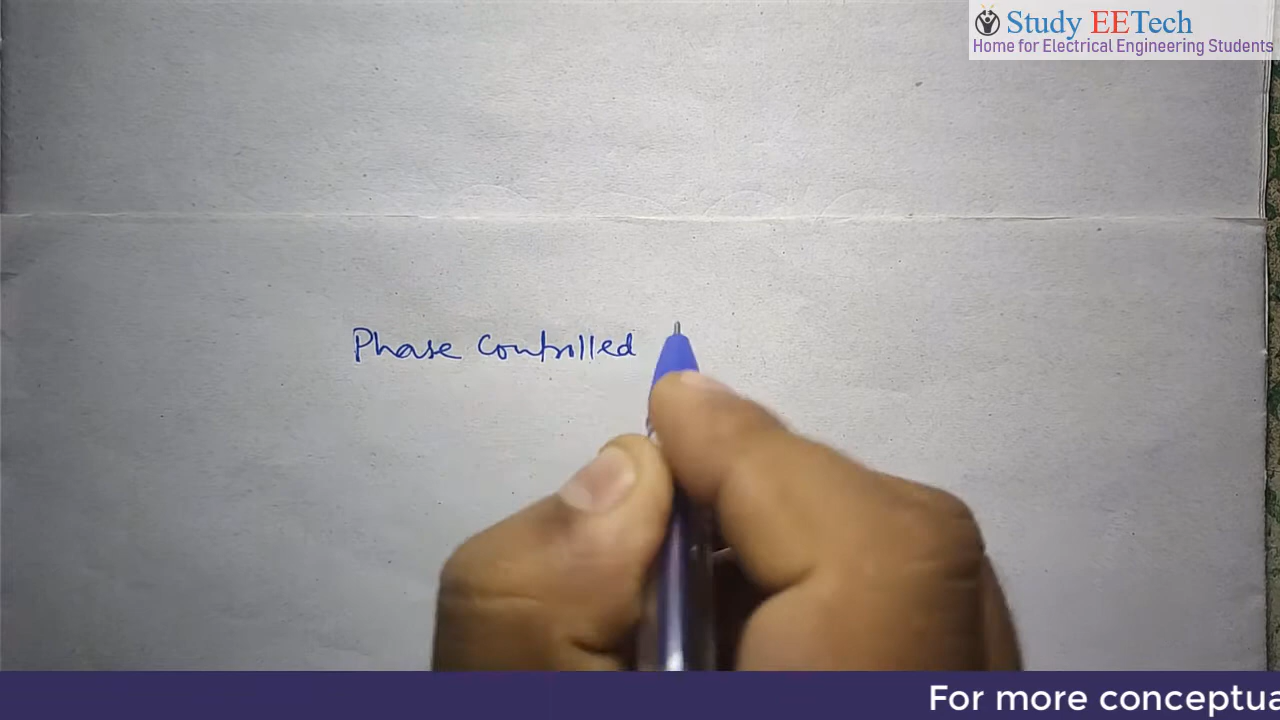 Study EETech
Home for Electrical Engineering Students
Phase Controlled
For more conceptua